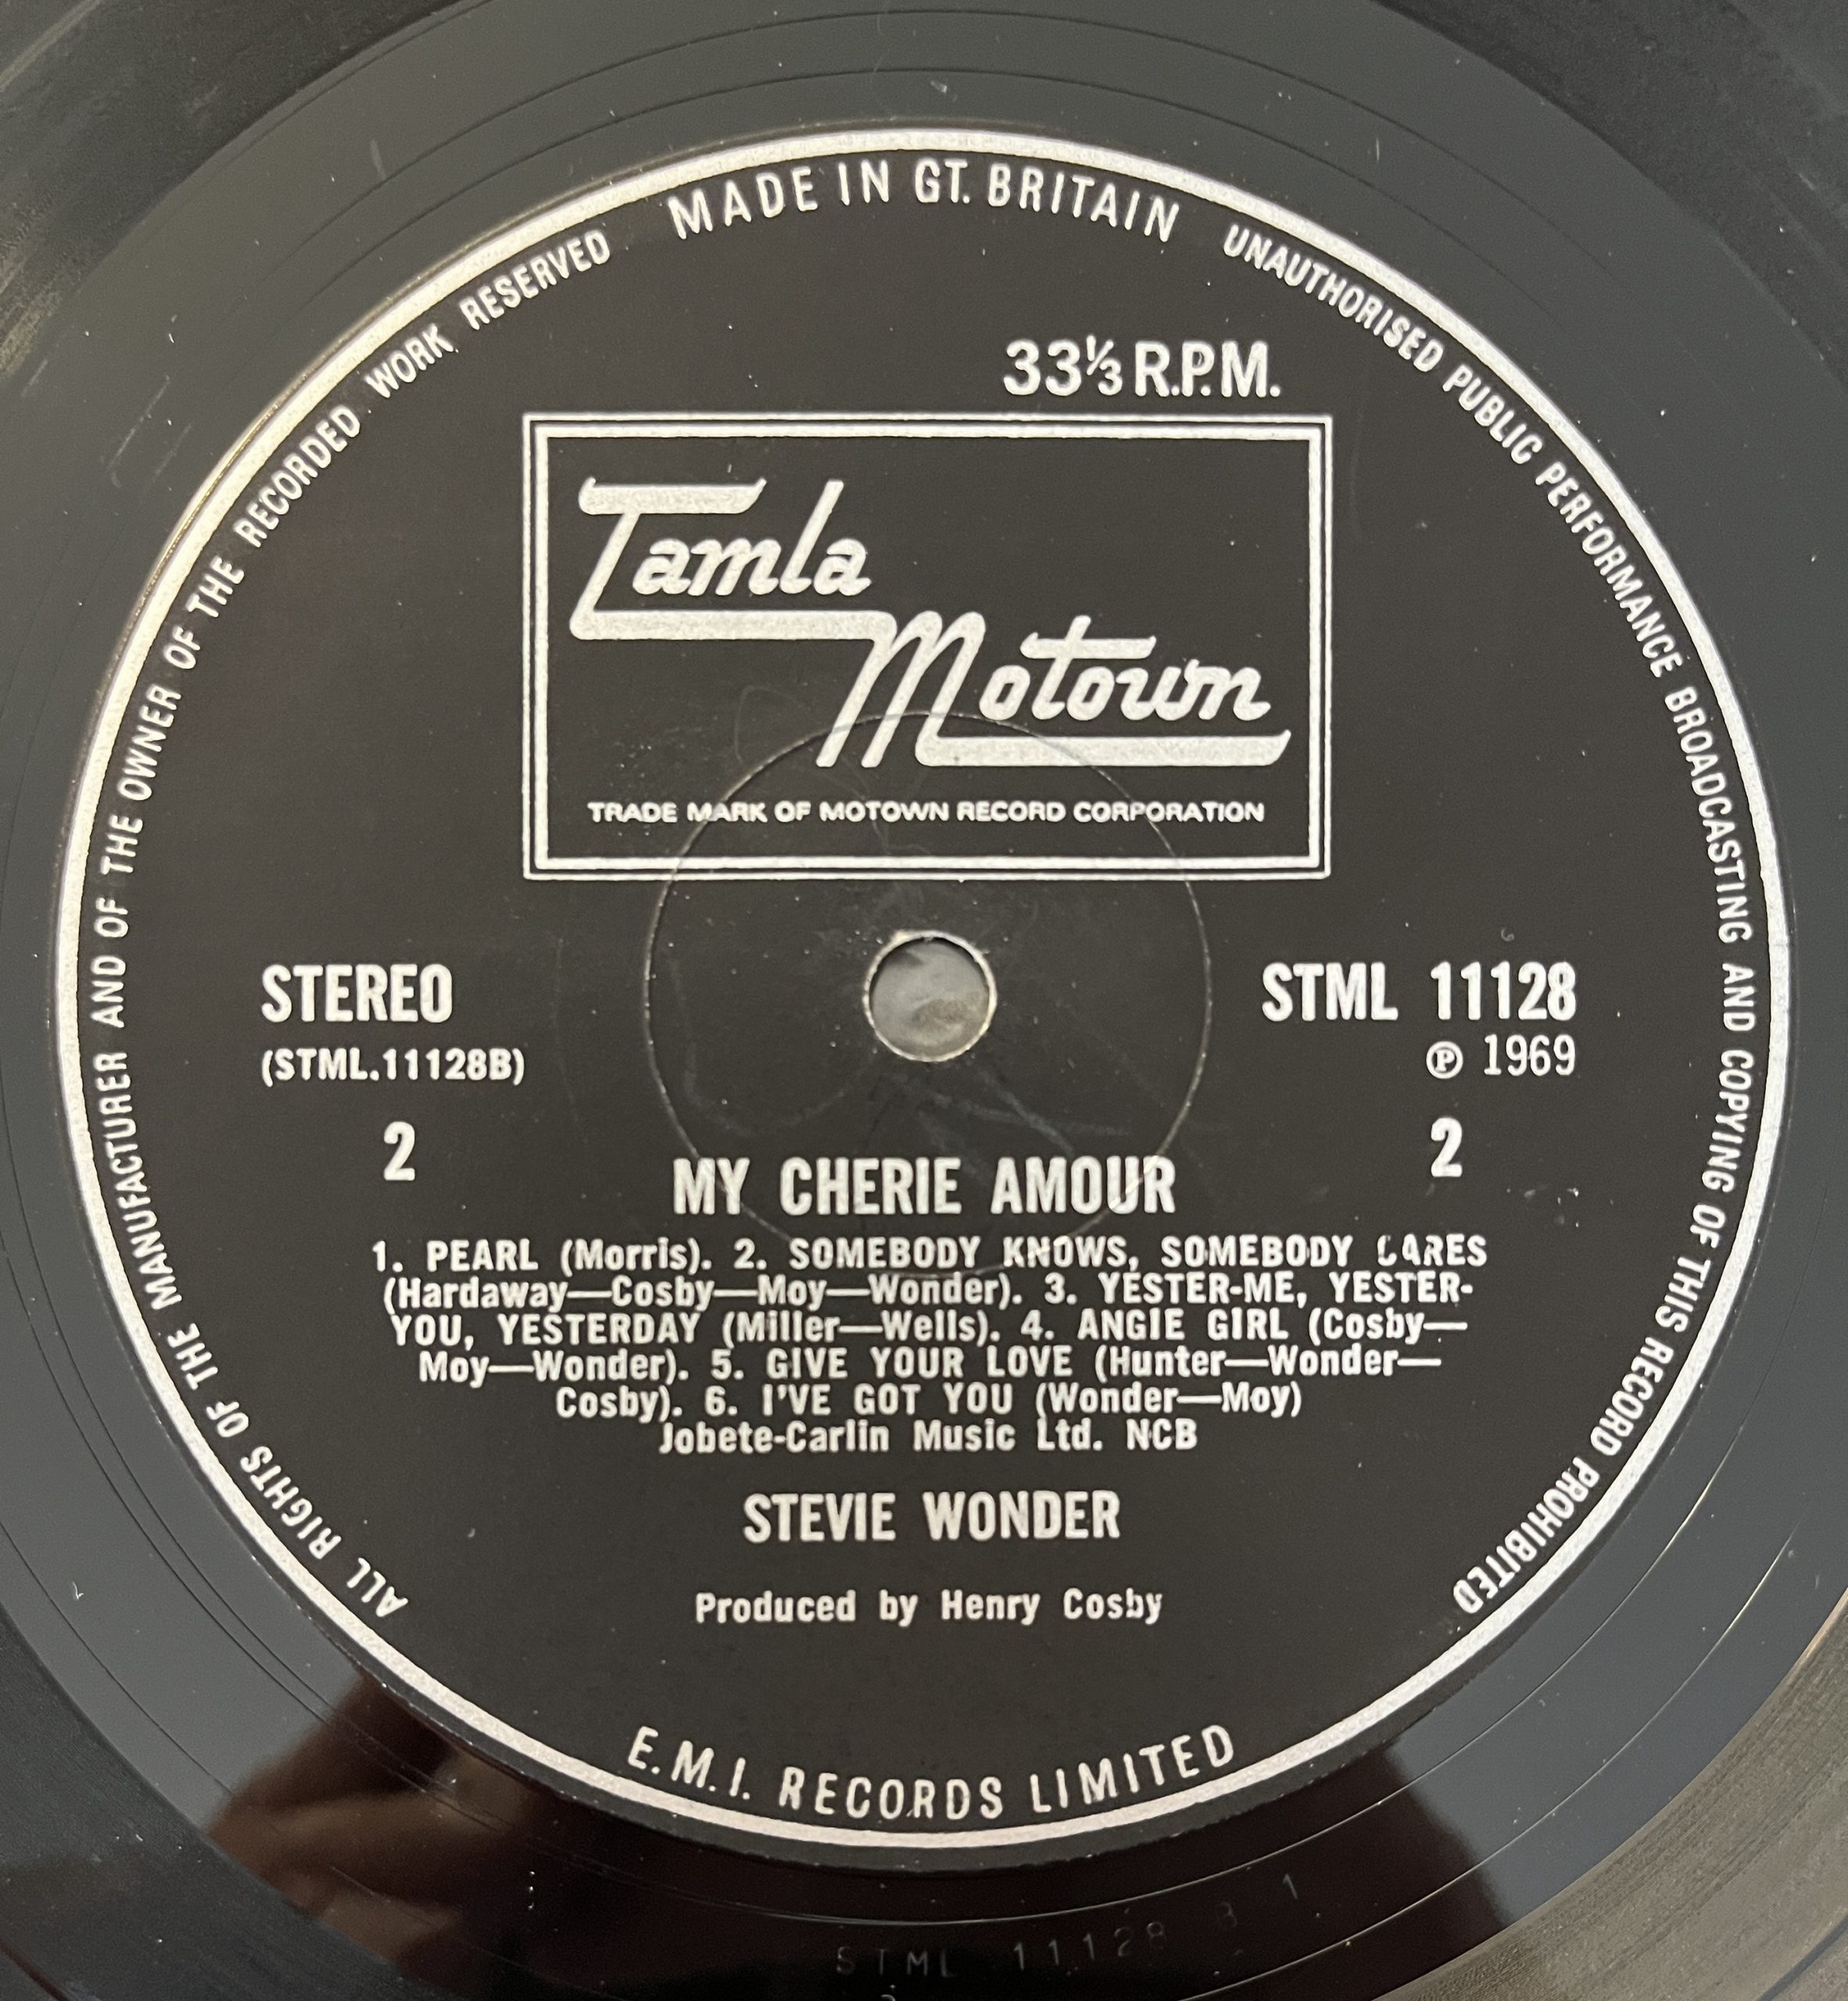 MADE IN GT. BRITAIN
UNAUTHORISED PUBLIC PERFORMANCE BROADCASTING AND COPYING OF THIS RECORD PROHIBITED
ALL RIGHTS OF THE MANUFACTURER AND OF THE OWNER OF THE RECORDED WORK RESERVED
33⅓ R.P.M.
Tamla
Motown
TRADE MARK OF MOTOWN RECORD CORPORATION
STEREO
(STML.11128B)
2
STML 11128
℗ 1969
2
MY CHERIE AMOUR
1. PEARL (Morris). 2. SOMEBODY KNOWS, SOMEBODY CARES
(Hardaway—Cosby—Moy—Wonder). 3. YESTER-ME, YESTER-
YOU, YESTERDAY (Miller—Wells). 4. ANGIE GIRL (Cosby—
Moy—Wonder). 5. GIVE YOUR LOVE (Hunter—Wonder—
Cosby). 6. I'VE GOT YOU (Wonder—Moy)
Jobete-Carlin Music Ltd. NCB
STEVIE WONDER
Produced by Henry Cosby
E.M.I. RECORDS LIMITED
STML 11128 B 1